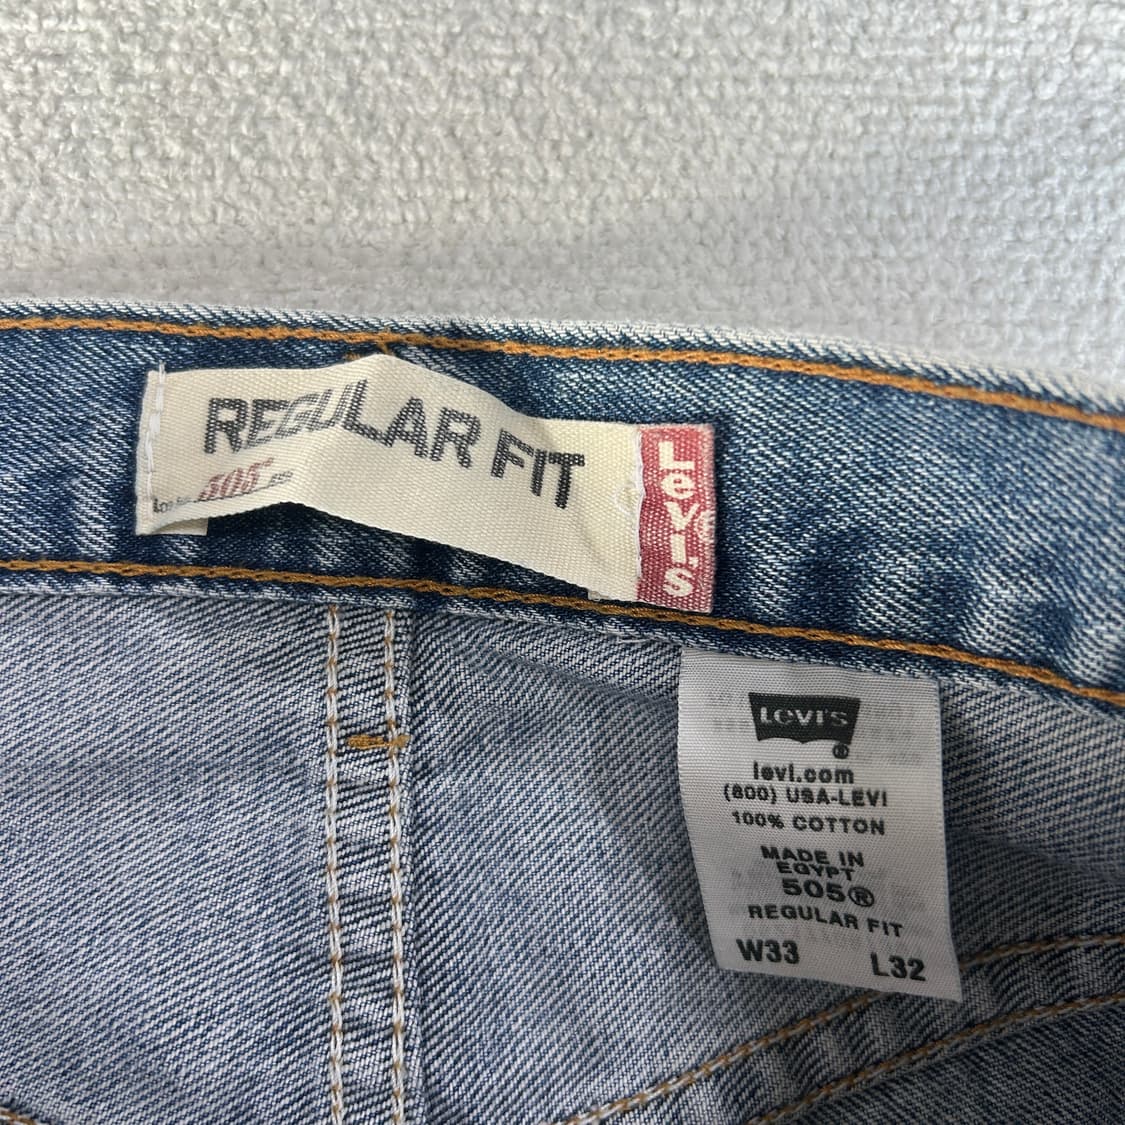 REGULAR FIT
505
LEVI'S
LEVI'S
®
levi.com
(800) USA-LEVI
100% COTTON
MADE IN
EGYPT
505®
REGULAR FIT
W33 L32